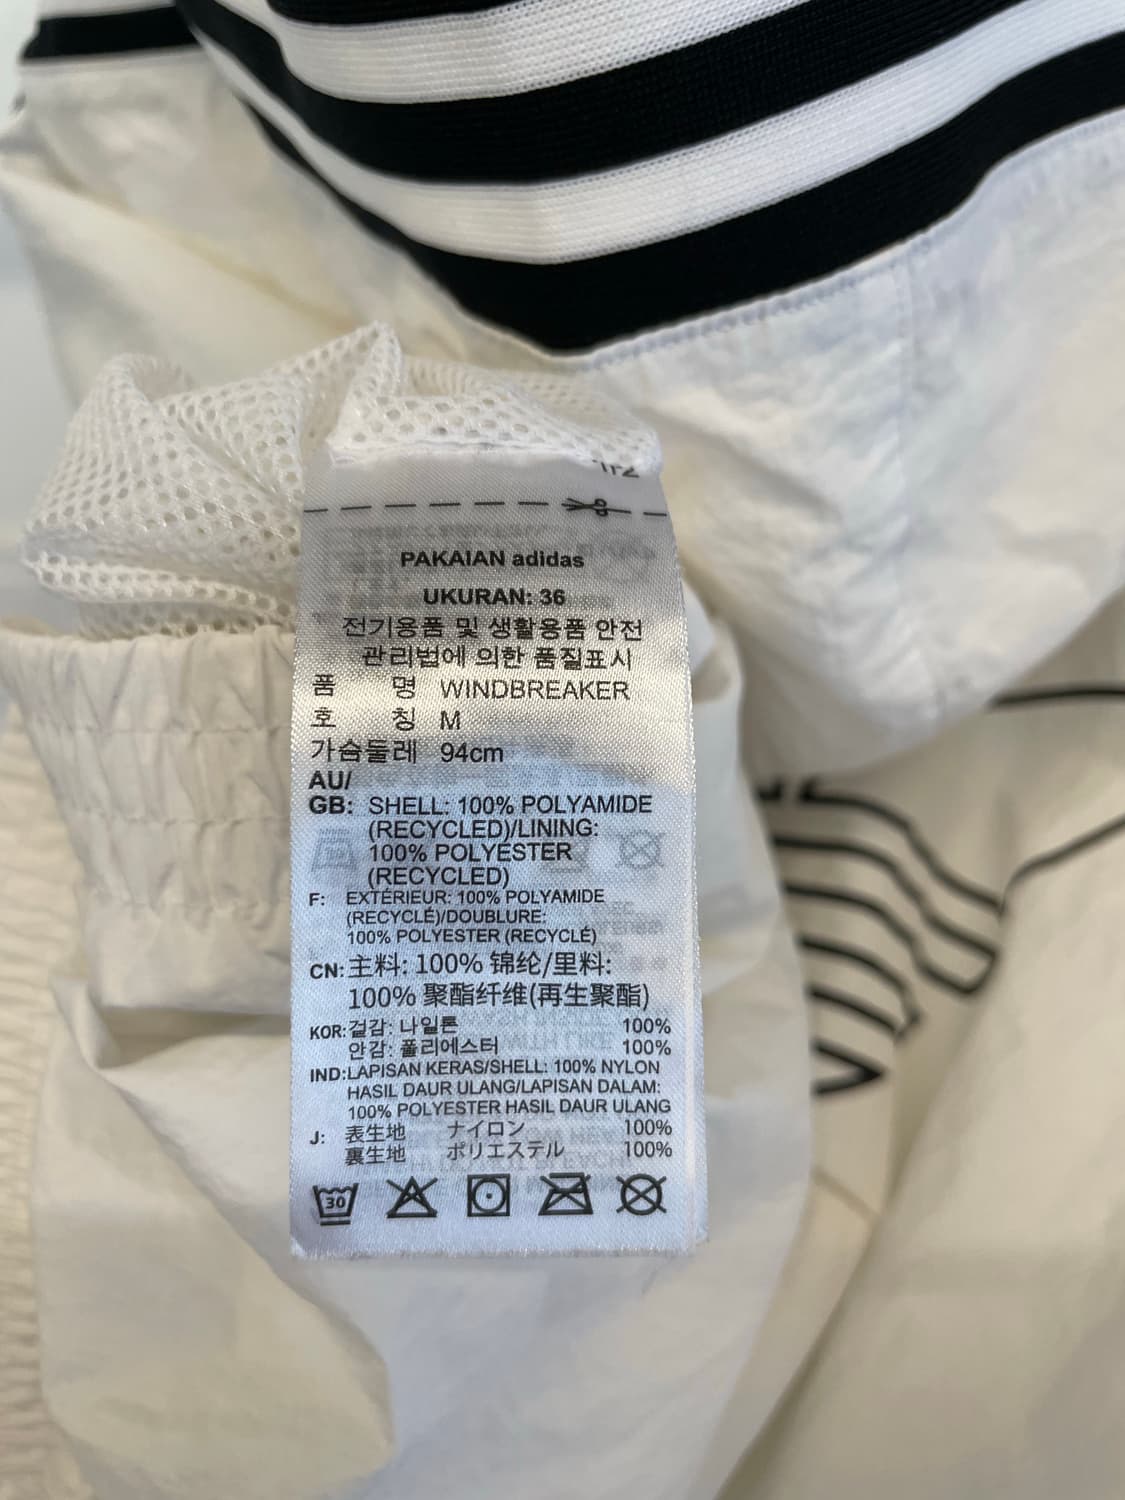 PAKAIAN adidas
UKURAN: 36
전기용품 및 생활용품 안전
관리법에 의한 품질표시
품 명 WINDBREAKER
호 칭 M
가슴둘레 94cm
AU/
GB: SHELL: 100% POLYAMIDE
(RECYCLED)/LINING:
100% POLYESTER
(RECYCLED)
F: EXTÉRIEUR: 100% POLYAMIDE
(RECYCLÉ)/DOUBLURE:
100% POLYESTER (RECYCLÉ)
CN: 主料: 100% 锦纶/里料:
100% 聚酯纤维(再生聚酯)
KOR: 겉감: 나일론 100%
안감: 폴리에스터 100%
IND: LAPISAN KERAS/SHELL: 100% NYLON
HASIL DAUR ULANG/LAPISAN DALAM:
100% POLYESTER HASIL DAUR ULANG
J: 表生地 ナイロン 100%
裏生地 ポリエステル 100%
30